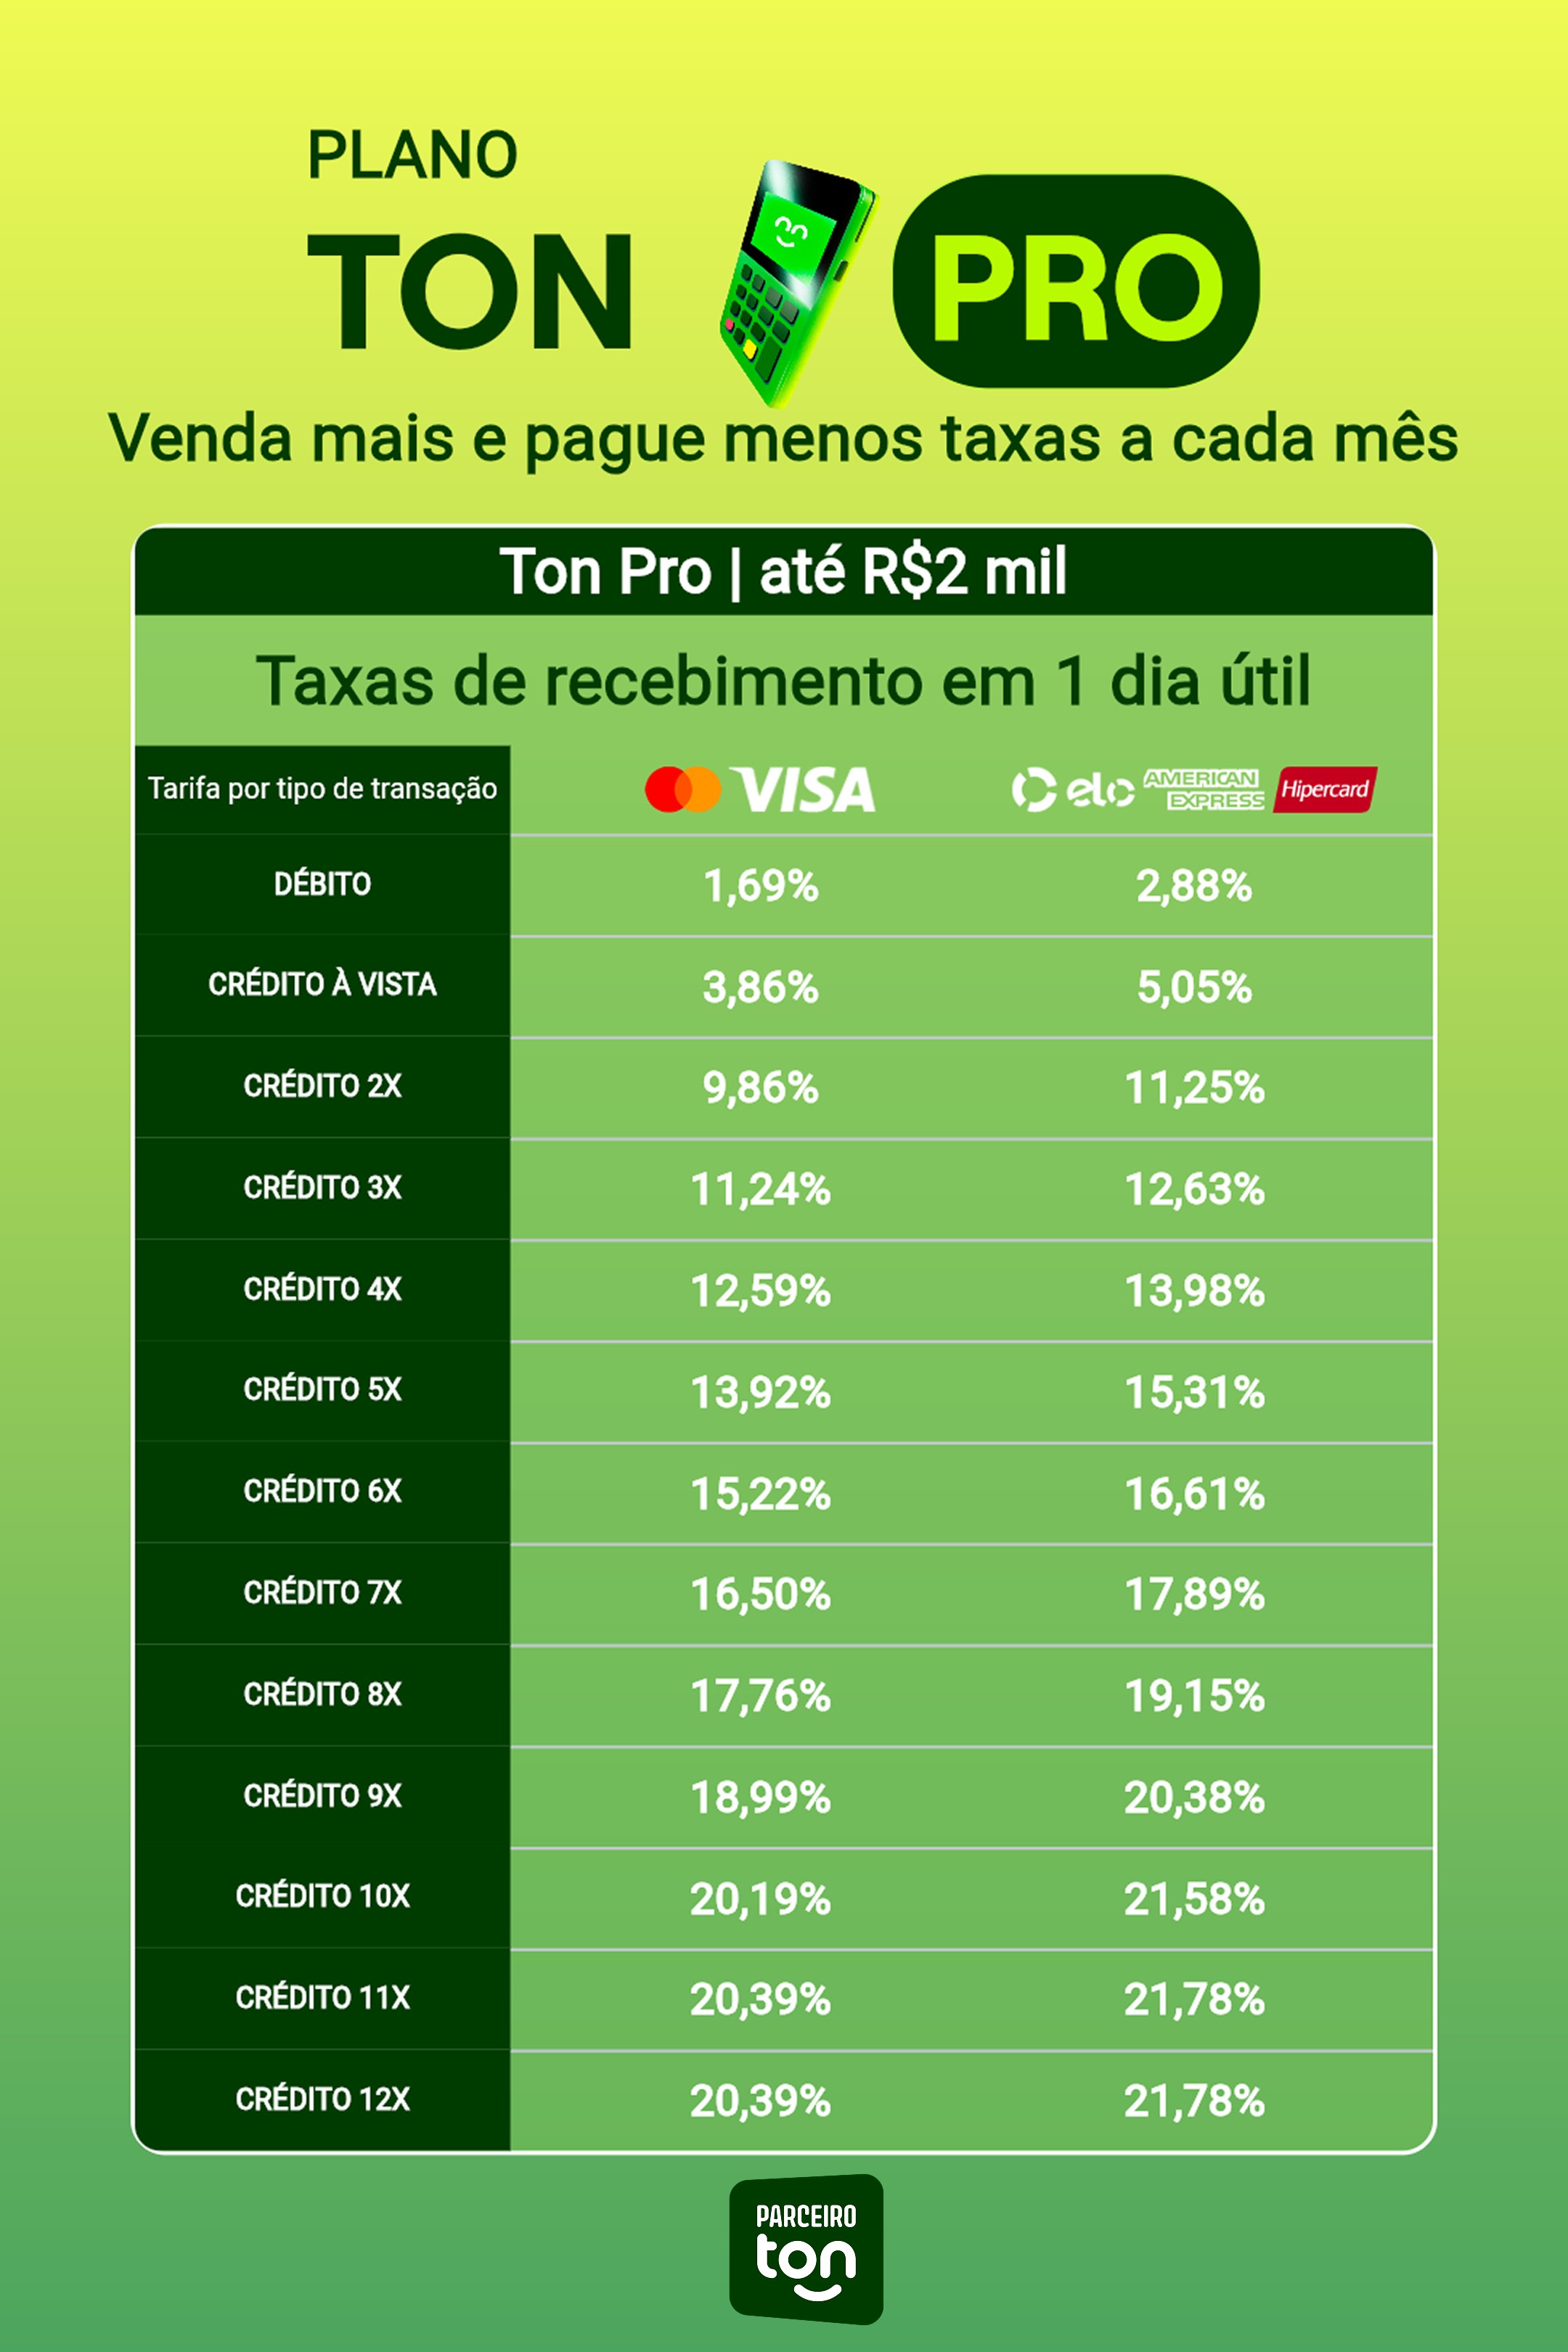 PLANO
TON PRO
Venda mais e pague menos taxas a cada mês
Ton Pro | até R$2 mil
Taxas de recebimento em 1 dia útil
Tarifa por tipo de transação VISA elo AMERICAN EXPRESS Hipercard
DÉBITO 1,69% 2,88%
CRÉDITO À VISTA 3,86% 5,05%
CRÉDITO 2X 9,86% 11,25%
CRÉDITO 3X 11,24% 12,63%
CRÉDITO 4X 12,59% 13,98%
CRÉDITO 5X 13,92% 15,31%
CRÉDITO 6X 15,22% 16,61%
CRÉDITO 7X 16,50% 17,89%
CRÉDITO 8X 17,76% 19,15%
CRÉDITO 9X 18,99% 20,38%
CRÉDITO 10X 20,19% 21,58%
CRÉDITO 11X 20,39% 21,78%
CRÉDITO 12X 20,39% 21,78%
PARCEIRO
ton